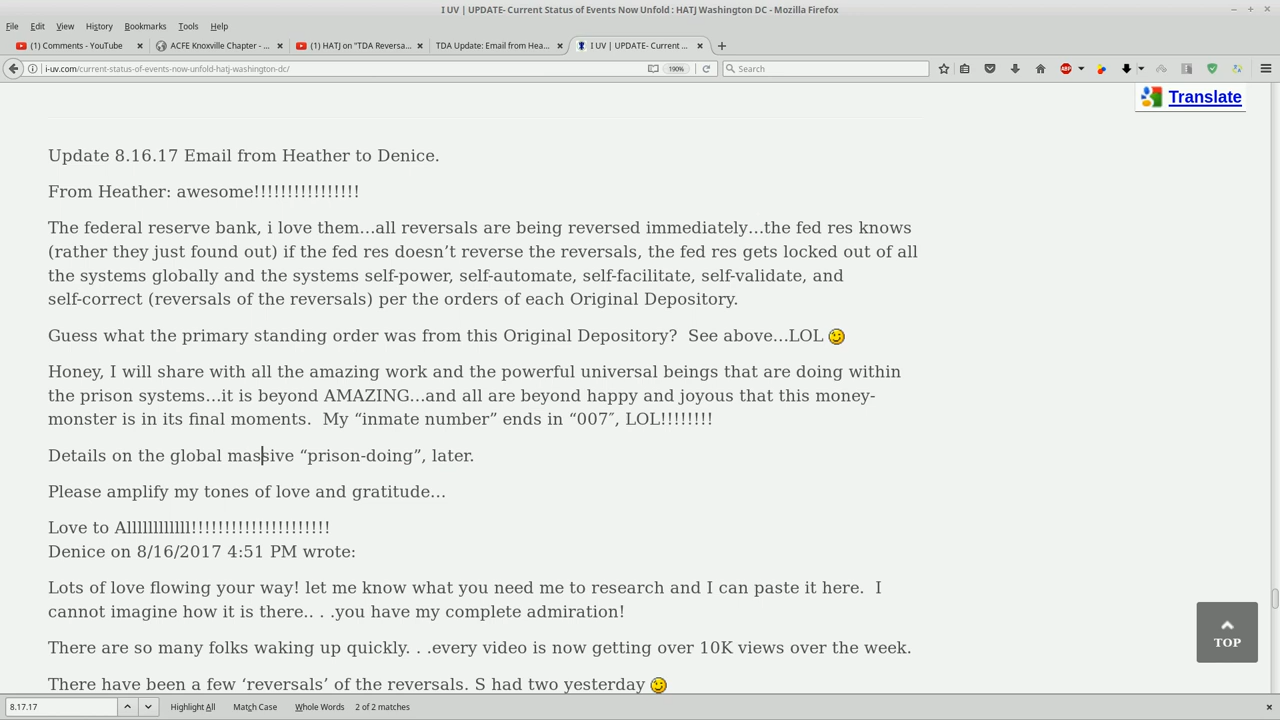 I UV | UPDATE- Current Status of Events Now Unfold : HATJ Washington DC - Mozilla Firefox
File Edit View History Bookmarks Tools Help
(1) Comments - YouTube
ACFE Knoxville Chapter - ...
(1) HATJ on "TDA Reversa...
TDA Update: Email from Hea...
I UV | UPDATE- Current ...
i-uv.com/current-status-of-events-now-unfold-hatj-washington-dc/
190%
Search
ABP
Translate
Update 8.16.17 Email from Heather to Denice.
From Heather: awesome!!!!!!!!!!!!!!!!
The federal reserve bank, i love them…all reversals are being reversed immediately…the fed res knows
(rather they just found out) if the fed res doesn’t reverse the reversals, the fed res gets locked out of all
the systems globally and the systems self-power, self-automate, self-facilitate, self-validate, and
self-correct (reversals of the reversals) per the orders of each Original Depository.
Guess what the primary standing order was from this Original Depository?  See above…LOL
Honey, I will share with all the amazing work and the powerful universal beings that are doing within
the prison systems…it is beyond AMAZING…and all are beyond happy and joyous that this money-
monster is in its final moments.  My “inmate number” ends in “007″, LOL!!!!!!!!
Details on the global massive “prison-doing”, later.
Please amplify my tones of love and gratitude…
Love to Allllllllllll!!!!!!!!!!!!!!!!!!!!!
Denice on 8/16/2017 4:51 PM wrote:
Lots of love flowing your way! let me know what you need me to research and I can paste it here.  I
cannot imagine how it is there.. . .you have my complete admiration!
There are so many folks waking up quickly. . .every video is now getting over 10K views over the week.
There have been a few ‘reversals’ of the reversals. S had two yesterday
TOP
8.17.17
Highlight All Match Case Whole Words 2 of 2 matches